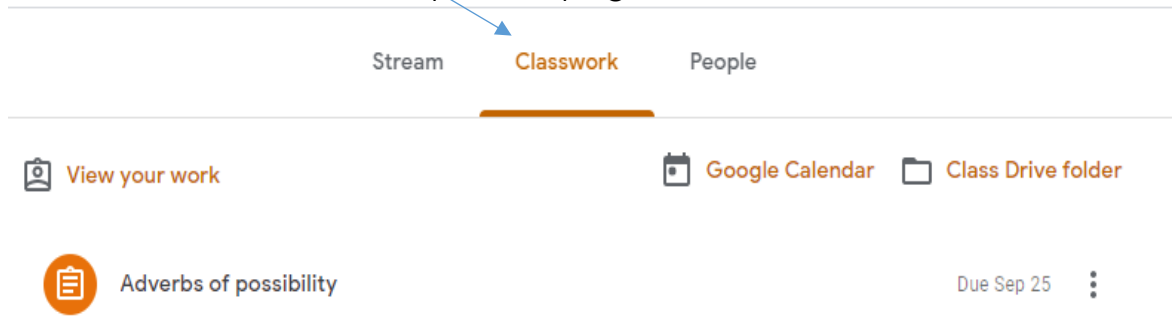 Stream Classwork People
View your work Google Calendar Class Drive folder
Adverbs of possibility Due Sep 25